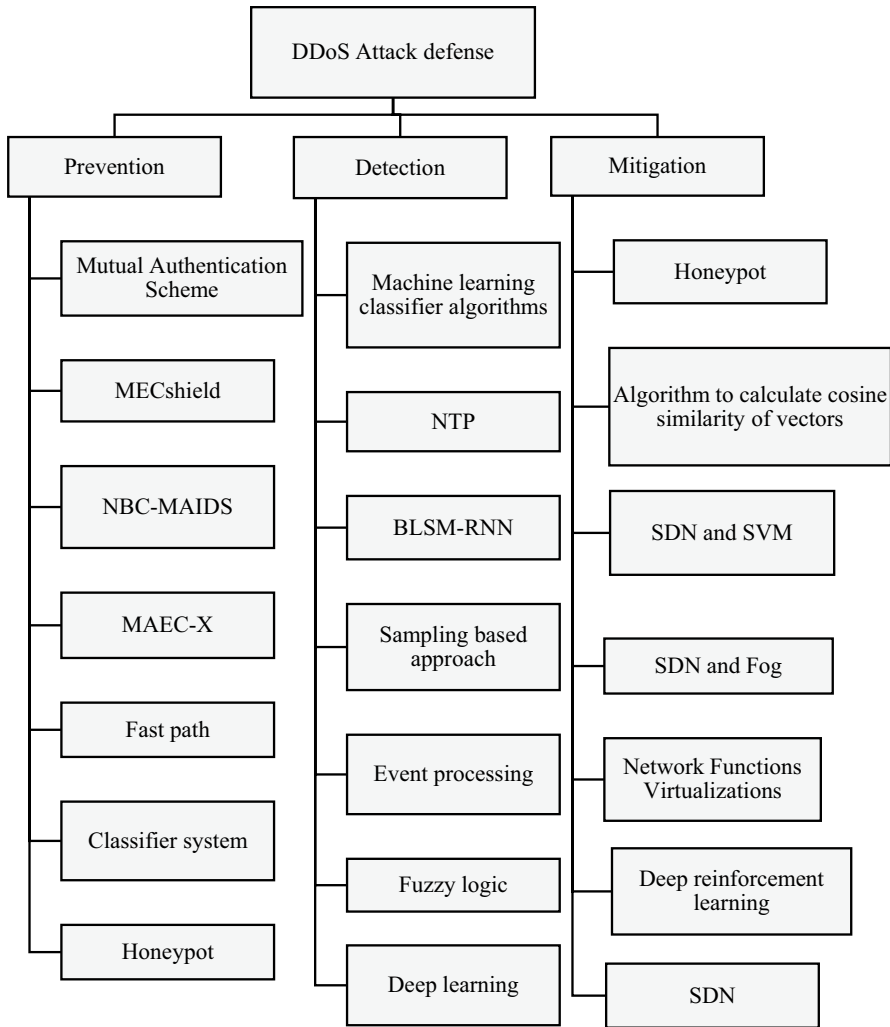 DDoS Attack defense
Prevention
Detection
Mitigation
Mutual Authentication
Scheme
MECshield
NBC-MAIDS
MAEC-X
Fast path
Classifier system
Honeypot
Machine learning
classifier algorithms
NTP
BLSM-RNN
Sampling based
approach
Event processing
Fuzzy logic
Deep learning
Honeypot
Algorithm to calculate cosine
similarity of vectors
SDN and SVM
SDN and Fog
Network Functions
Virtualizations
Deep reinforcement
learning
SDN